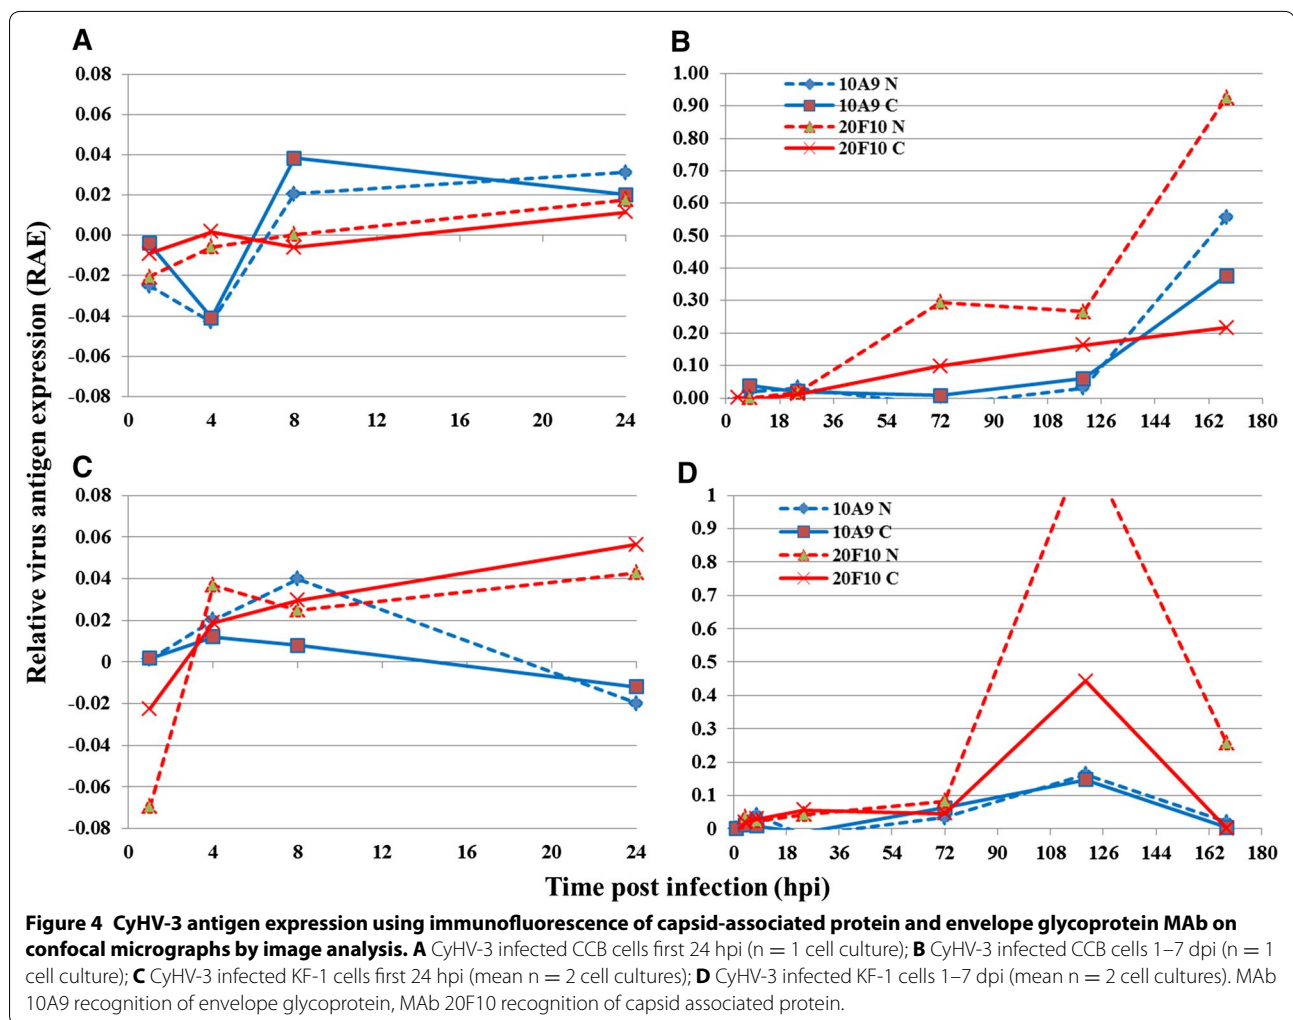 A
0.08
0.06
0.04
0.02
0.00
-0.02
-0.04
-0.06
-0.08
0 4 8 12 16 20 24
B
1.00
0.90
0.80
0.70
0.60
0.50
0.40
0.30
0.20
0.10
0.00
0 18 36 54 72 90 108 126 144 162 180
10A9 N
10A9 C
20F10 N
20F10 C
Relative virus antigen expression (RAE)
C
0.08
0.06
0.04
0.02
0
-0.02
-0.04
-0.06
-0.08
0 4 8 12 16 20 24
D
1
0.9
0.8
0.7
0.6
0.5
0.4
0.3
0.2
0.1
0
0 18 36 54 72 90 108 126 144 162 180
10A9 N
10A9 C
20F10 N
20F10 C
Time post infection (hpi)
Figure 4 CyHV-3 antigen expression using immunofluorescence of capsid-associated protein and envelope glycoprotein MAb on
confocal micrographs by image analysis. A CyHV-3 infected CCB cells first 24 hpi (n = 1 cell culture); B CyHV-3 infected CCB cells 1–7 dpi (n = 1
cell culture); C CyHV-3 infected KF-1 cells first 24 hpi (mean n = 2 cell cultures); D CyHV-3 infected KF-1 cells 1–7 dpi (mean n = 2 cell cultures). MAb
10A9 recognition of envelope glycoprotein, MAb 20F10 recognition of capsid associated protein.